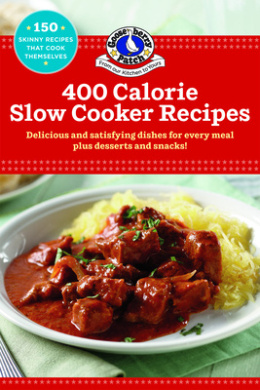 150
SKINNY RECIPES
THAT COOK
THEMSELVES
Gooseberry
Patch
From our Kitchen to Yours
400 Calorie
Slow Cooker Recipes
Delicious and satisfying dishes for every meal
plus desserts and snacks!